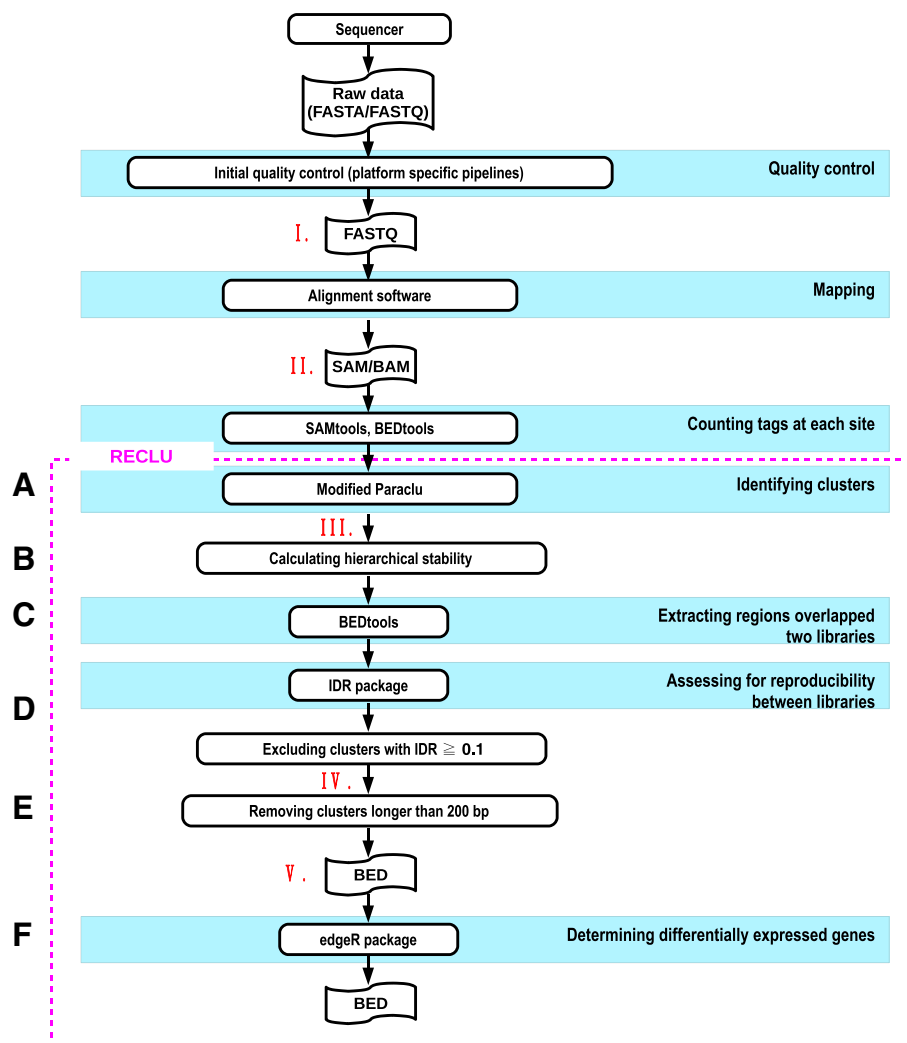 Sequencer
Raw data
(FASTA/FASTQ)
Initial quality control (platform specific pipelines)
Quality control
I.
FASTQ
Alignment software
Mapping
II.
SAM/BAM
SAMtools, BEDtools
Counting tags at each site
RECLU
A
Modified Paraclu
Identifying clusters
III.
B
Calculating hierarchical stability
C
BEDtools
Extracting regions overlapped
two libraries
D
IDR package
Assessing for reproducibility
between libraries
Excluding clusters with IDR ≧ 0.1
IV.
E
Removing clusters longer than 200 bp
V.
BED
F
edgeR package
Determining differentially expressed genes
BED